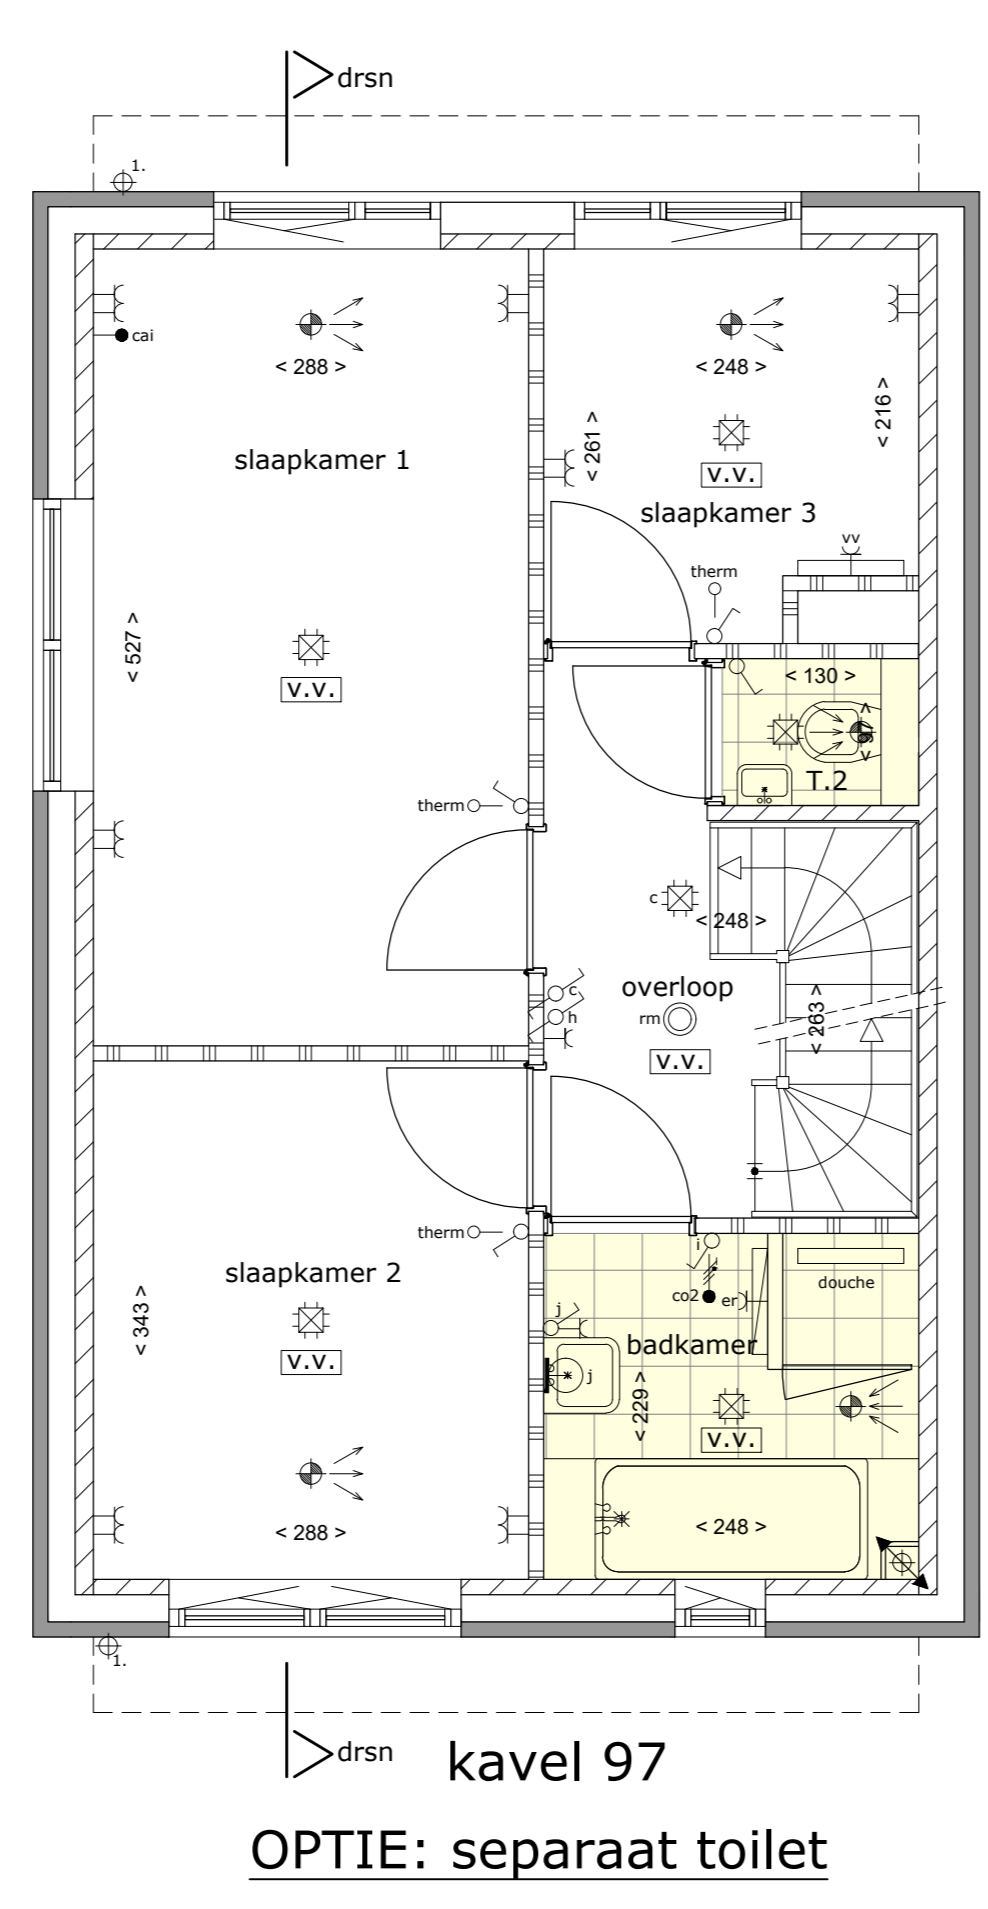 drsn
1.
cai
< 288 >
< 248 >
< 216 >
< 261 >
slaapkamer 1
v.v.
slaapkamer 3
vv
therm
< 527 >
v.v.
< 130 >
T.2
therm
c
< 248 >
overloop
c
h
rm
v.v.
< 263 >
therm
i
slaapkamer 2
co2
er
douche
< 343 >
j
badkamer
v.v.
j
< 229 >
v.v.
< 288 >
< 248 >
1.
drsn
kavel 97
OPTIE: separaat toilet